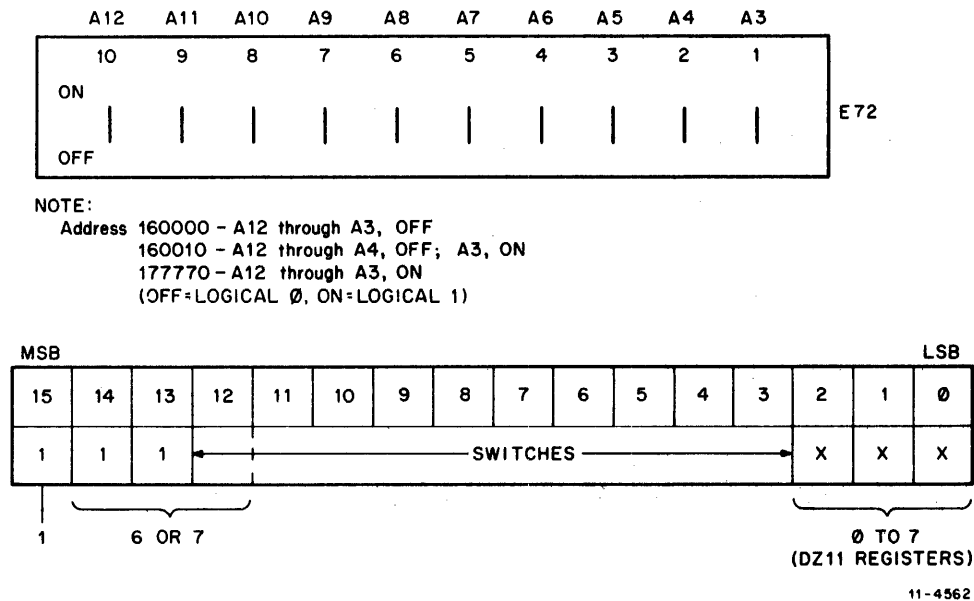 A12 A11 A10 A9 A8 A7 A6 A5 A4 A3
10 9 8 7 6 5 4 3 2 1
ON
E72
OFF
NOTE:
Address 160000 - A12 through A3, OFF
160010 - A12 through A4, OFF; A3, ON
177770 - A12 through A3, ON
(OFF=LOGICAL Ø, ON=LOGICAL 1)
MSB LSB
15 14 13 12 11 10 9 8 7 6 5 4 3 2 1 Ø
1 1 1 SWITCHES X X X
1 6 OR 7 Ø TO 7
(DZ11 REGISTERS)
11-4562